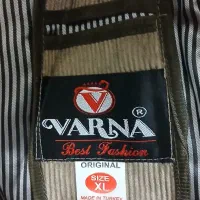 V
VARNA®
Best Fashion
ORIGINAL
SIZE
XL
MADE IN TURKEY